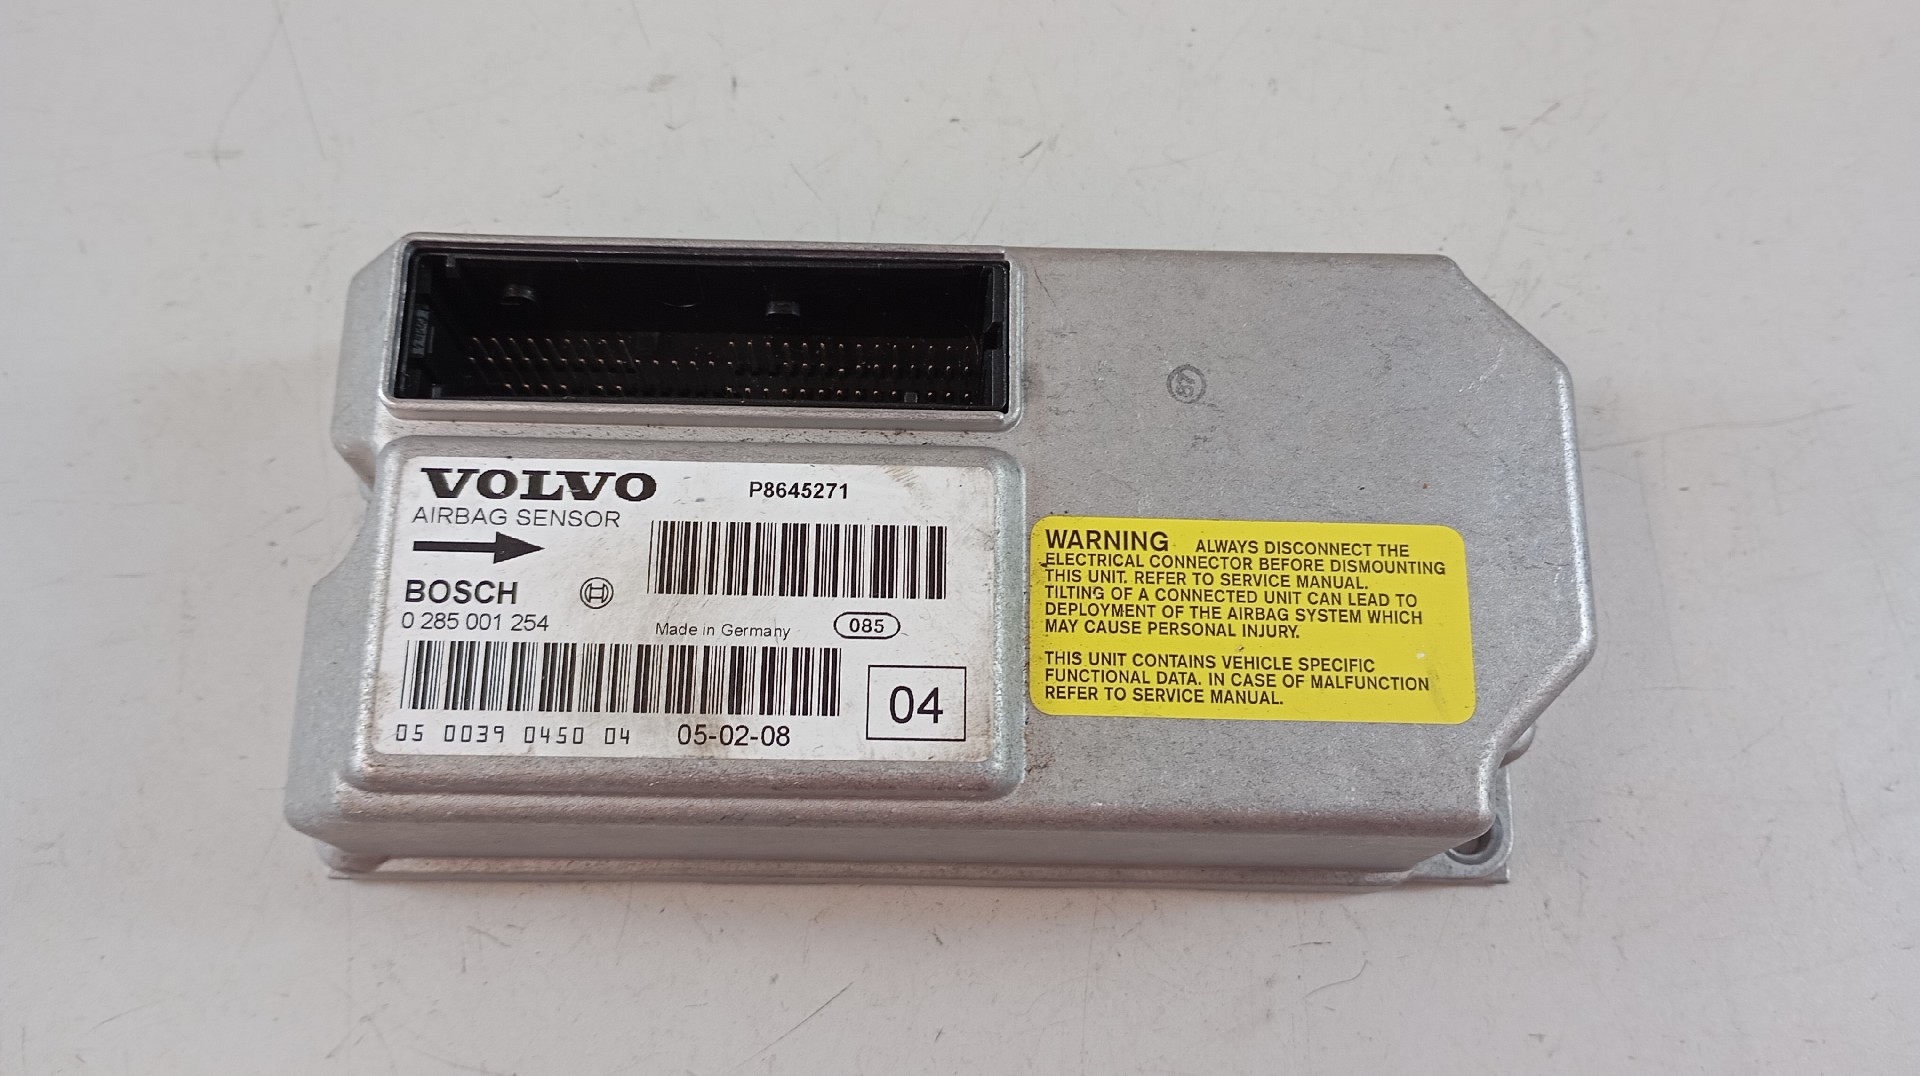 VOLVO P8645271
AIRBAG SENSOR
BOSCH
0 285 001 254
Made in Germany 085
04
05 0039 0450 04 05-02-08
WARNING ALWAYS DISCONNECT THE
ELECTRICAL CONNECTOR BEFORE DISMOUNTING
THIS UNIT. REFER TO SERVICE MANUAL.
TILTING OF A CONNECTED UNIT CAN LEAD TO
DEPLOYMENT OF THE AIRBAG SYSTEM WHICH
MAY CAUSE PERSONAL INJURY.
THIS UNIT CONTAINS VEHICLE SPECIFIC
FUNCTIONAL DATA. IN CASE OF MALFUNCTION
REFER TO SERVICE MANUAL.